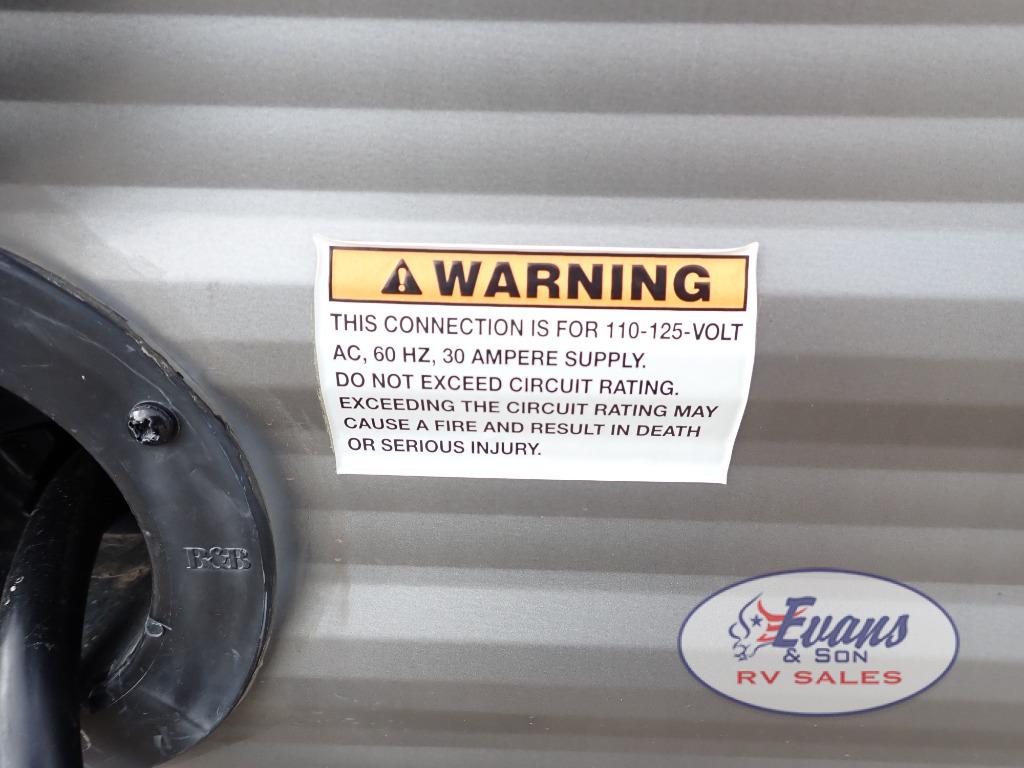 WARNING
THIS CONNECTION IS FOR 110-125-VOLT
AC, 60 HZ, 30 AMPERE SUPPLY.
DO NOT EXCEED CIRCUIT RATING.
EXCEEDING THE CIRCUIT RATING MAY
CAUSE A FIRE AND RESULT IN DEATH
OR SERIOUS INJURY.
B&B
Evans
& SON
RV SALES